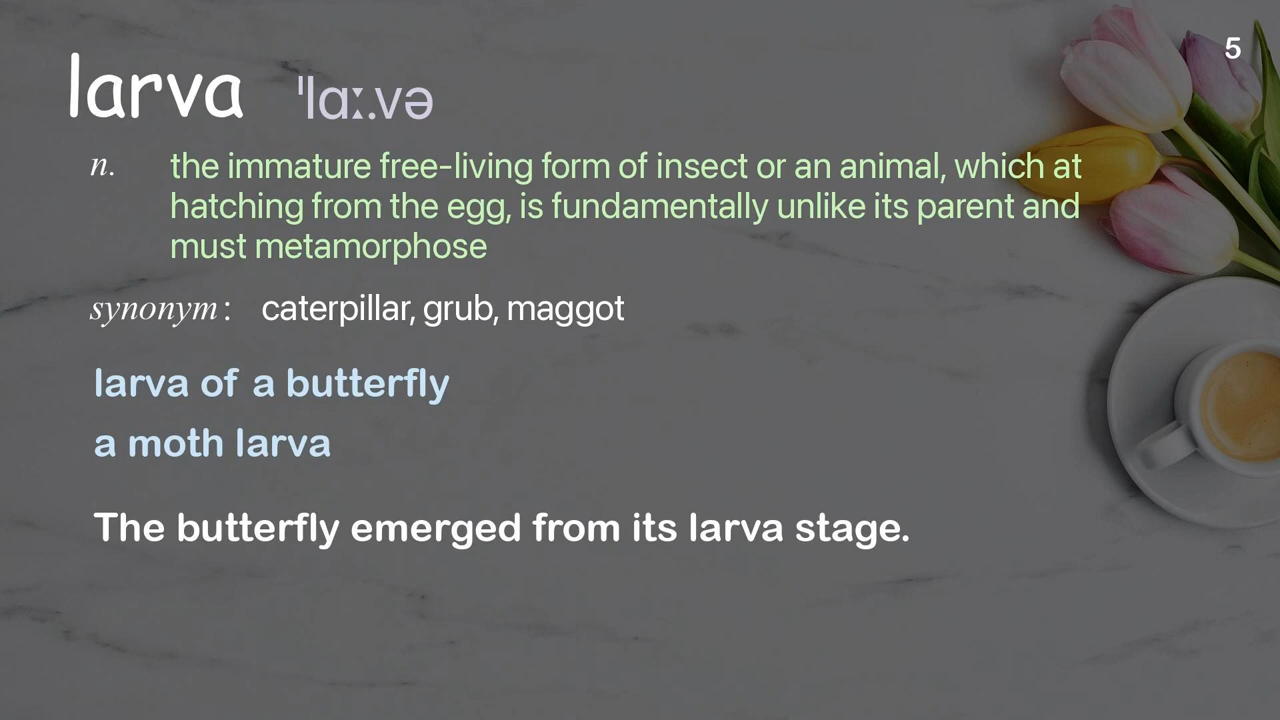 5
larva ˈlɑː.və
n. the immature free-living form of insect or an animal, which at
hatching from the egg, is fundamentally unlike its parent and
must metamorphose
synonym: caterpillar, grub, maggot
larva of a butterfly
a moth larva
The butterfly emerged from its larva stage.